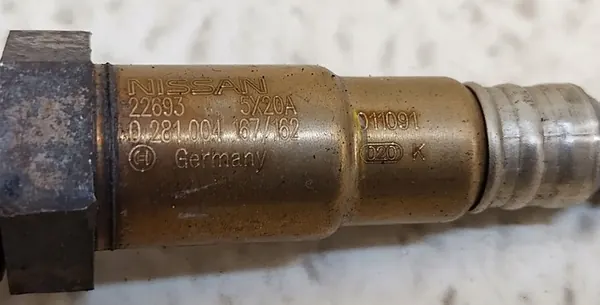 NISSAN
22693 5X20A
0 281 004 167/162
Germany
011091
020 K